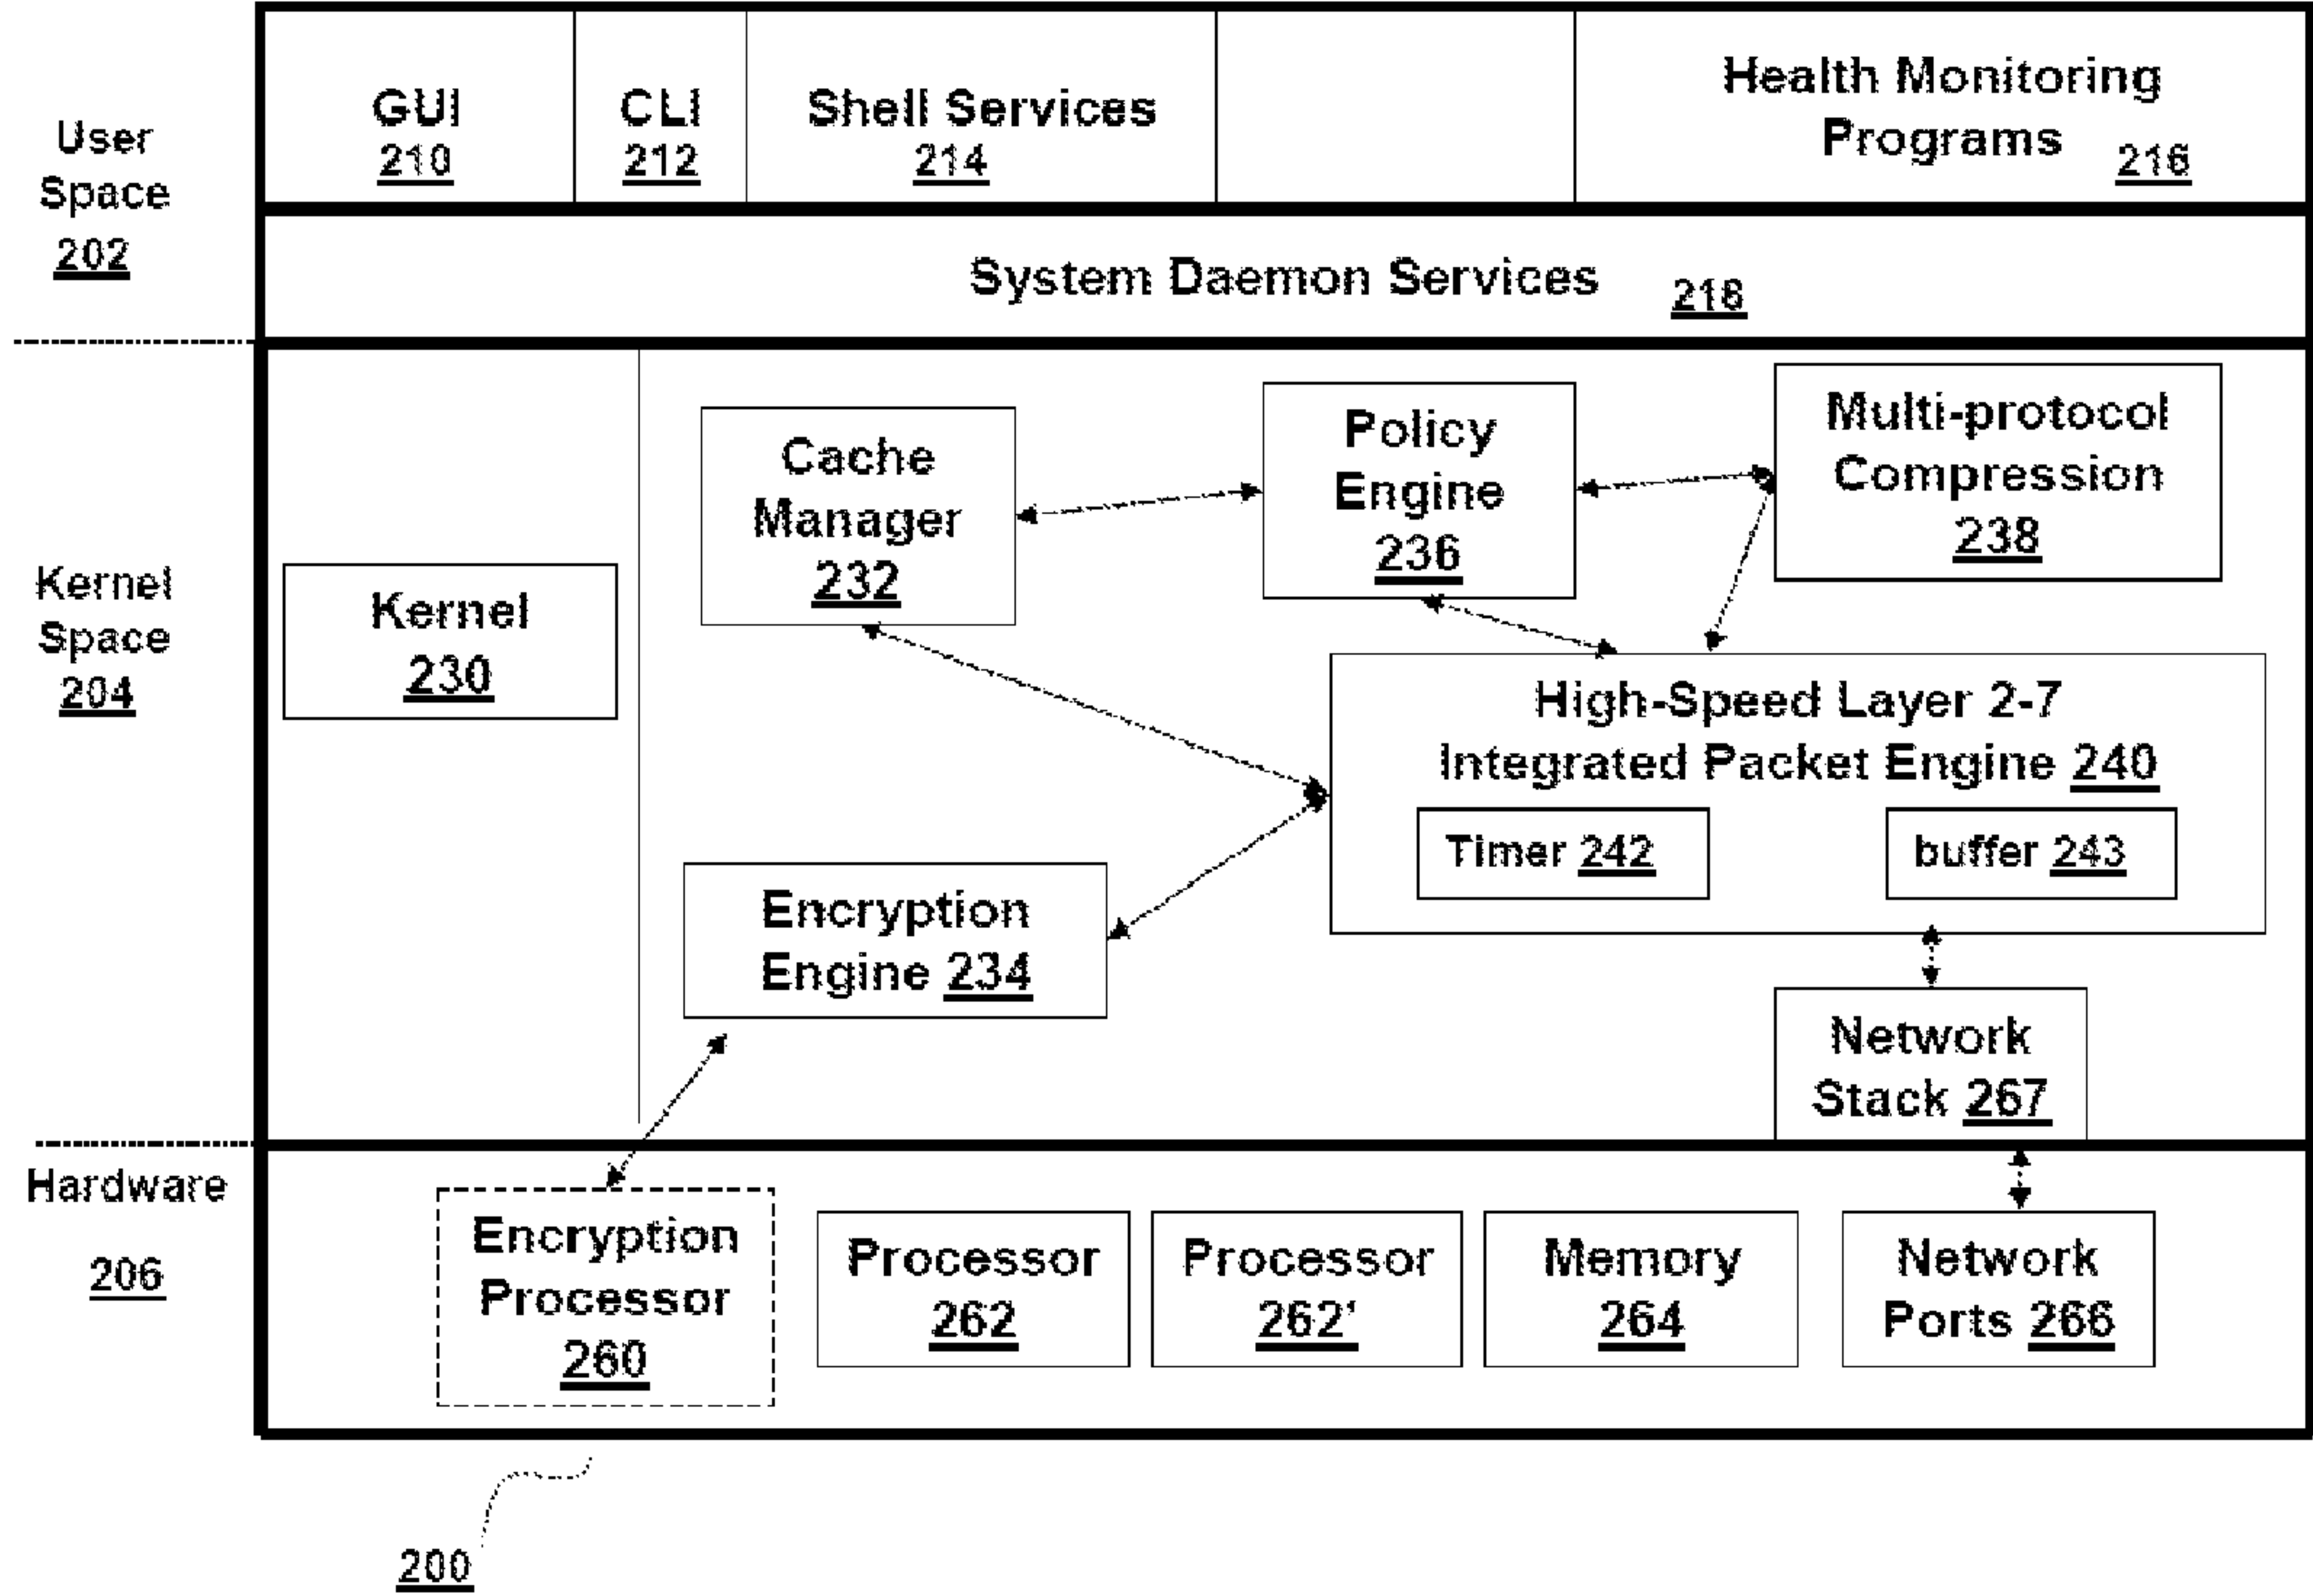 User
Space
202
GUI
210
CLI
212
Shell Services
214
Health Monitoring
Programs 216
System Daemon Services 218
Kernel
Space
204
Kernel
230
Cache
Manager
232
Policy
Engine
236
Multi-protocol
Compression
238
High-Speed Layer 2-7
Integrated Packet Engine 240
Timer 242
buffer 243
Encryption
Engine 234
Network
Stack 267
Hardware
206
Encryption
Processor
260
Processor
262
Processor
262'
Memory
264
Network
Ports 266
200